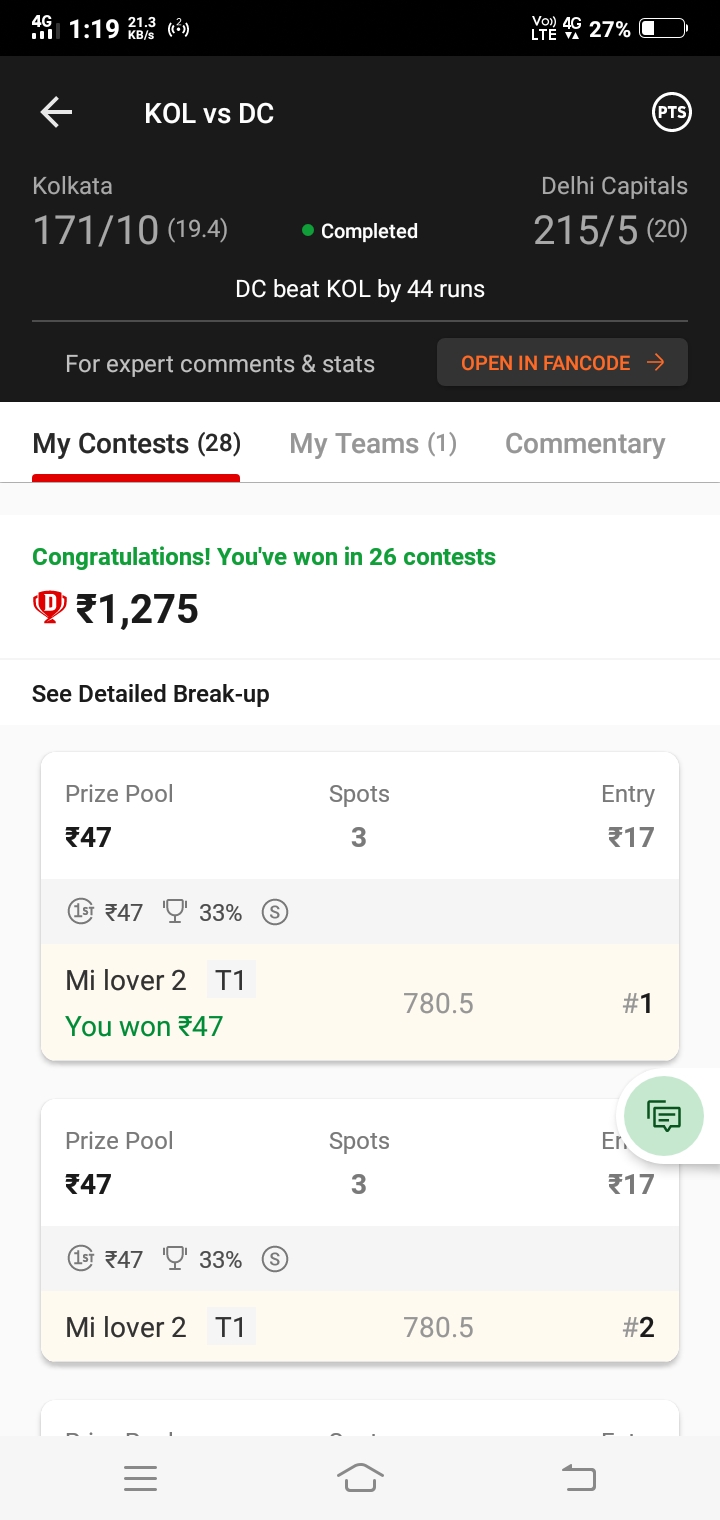 4G 1:19 21.3 KB/s 2 Vo)) LTE 4G 27%
KOL vs DC PTS
Kolkata Delhi Capitals
171/10 (19.4) Completed 215/5 (20)
DC beat KOL by 44 runs
For expert comments & stats OPEN IN FANCODE
My Contests (28) My Teams (1) Commentary
Congratulations! You've won in 26 contests
D ₹1,275
See Detailed Break-up
Prize Pool Spots Entry
₹47 3 ₹17
1ST ₹47 33% S
Mi lover 2 T1 780.5 #1
You won ₹47
Prize Pool Spots
₹47 3 ₹17
1ST ₹47 33% S
Mi lover 2 T1 780.5 #2